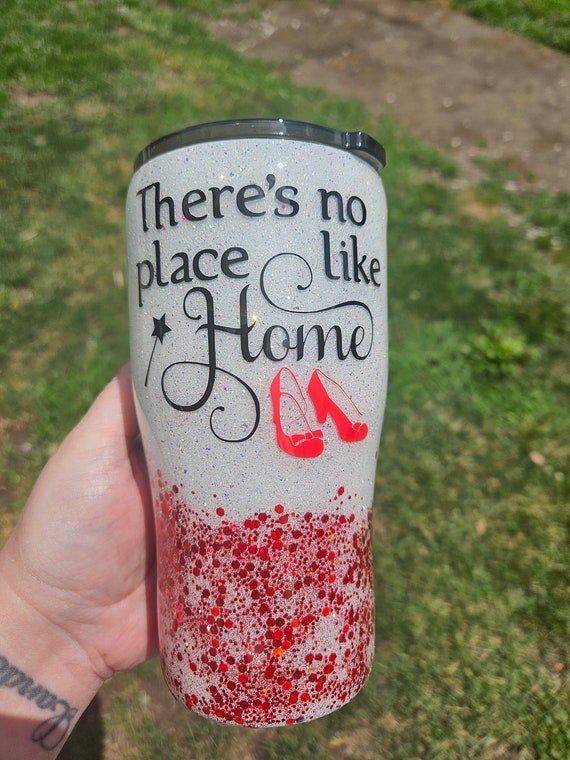 There's no
place like
Home